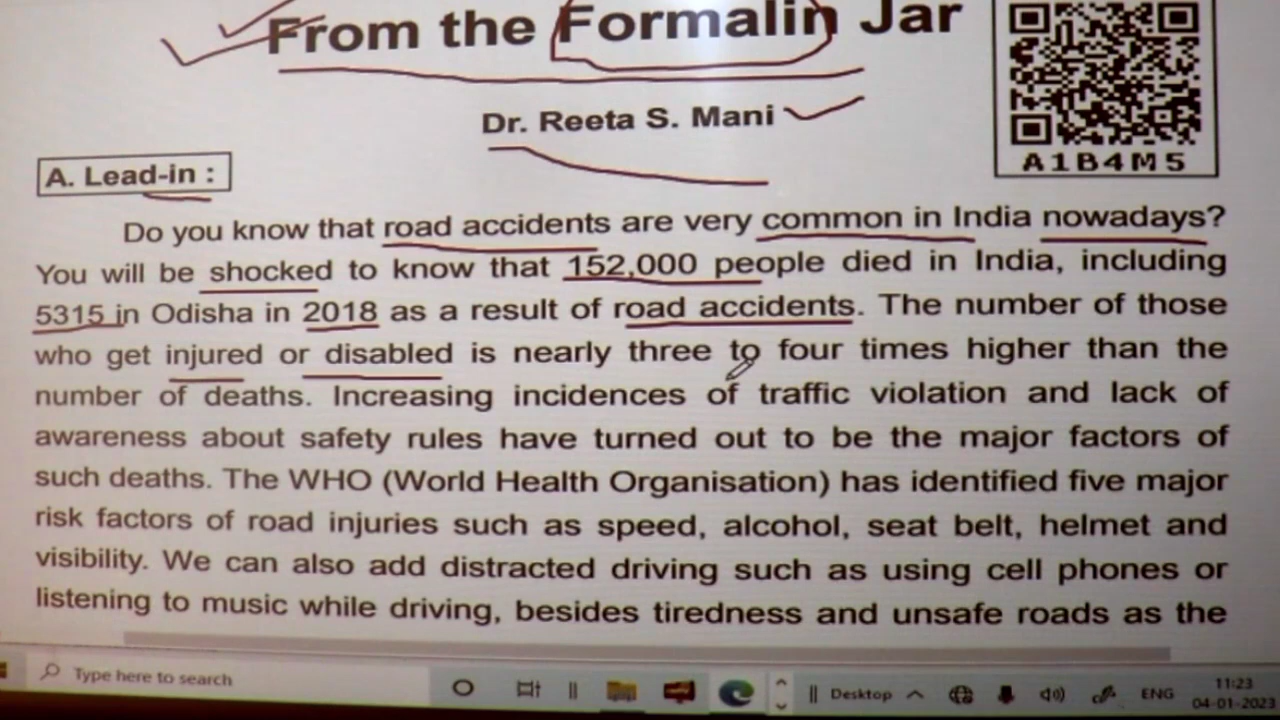 From the Formalin Jar
Dr. Reeta S. Mani
A1B4M5
A. Lead-in :
Do you know that road accidents are very common in India nowadays?
You will be shocked to know that 152,000 people died in India, including
5315 in Odisha in 2018 as a result of road accidents. The number of those
who get injured or disabled is nearly three to four times higher than the
number of deaths. Increasing incidences of traffic violation and lack of
awareness about safety rules have turned out to be the major factors of
such deaths. The WHO (World Health Organisation) has identified five major
risk factors of road injuries such as speed, alcohol, seat belt, helmet and
visibility. We can also add distracted driving such as using cell phones or
listening to music while driving, besides tiredness and unsafe roads as the
Type here to search
Desktop
ENG
11:23
04-01-2023